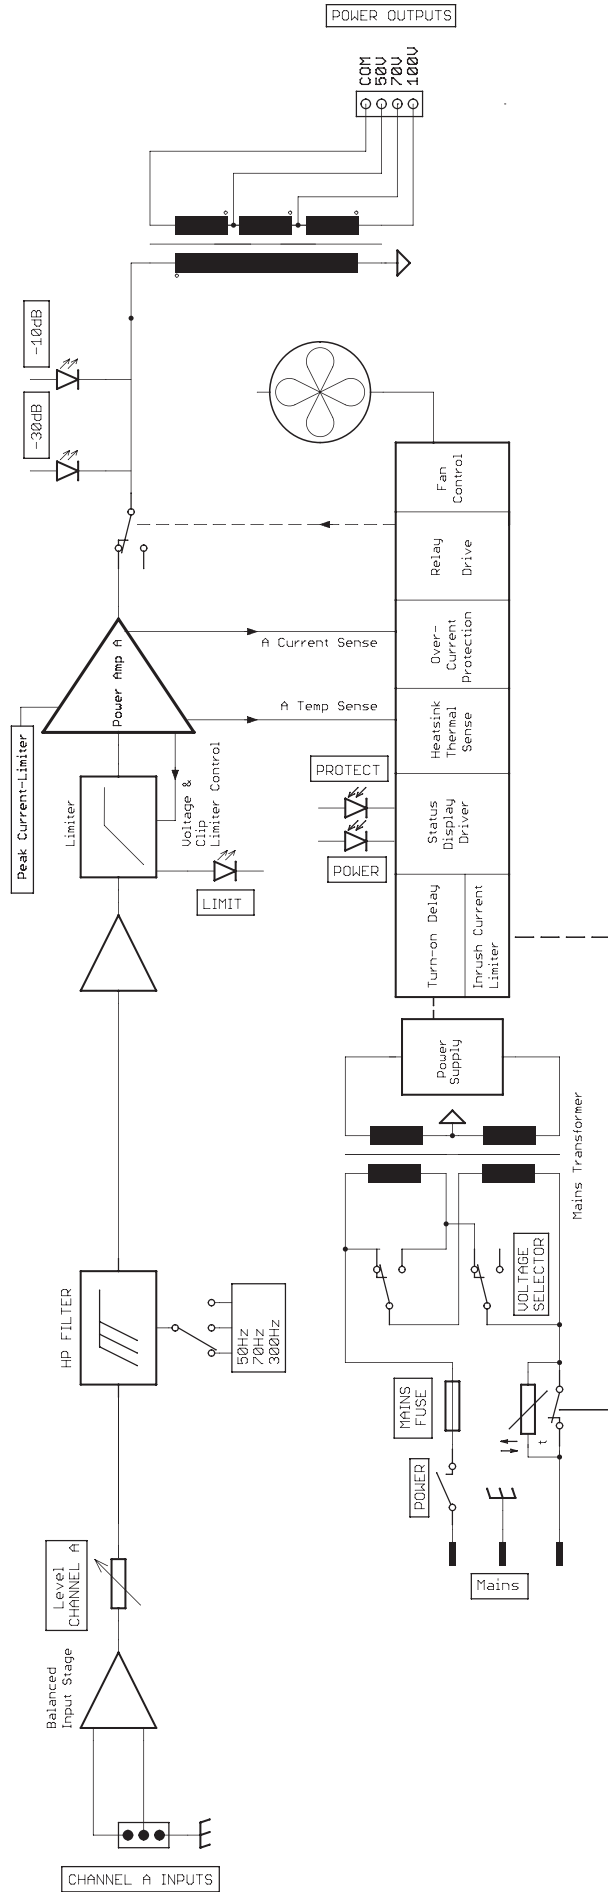 POWER OUTPUTS
COM
50V
70V
100V
-10dB
-30dB
Fan
Control
Relay
Drive
Over-
Current
Protection
Heatsink
Thermal
Sense
Status
Display
Driver
Turn-on Delay
Inrush Current
Limiter
A Current Sense
A Temp Sense
Power Amp A
Peak Current-Limiter
Limiter
Voltage &
Clip
Limiter Control
LIMIT
PROTECT
POWER
Power
Supply
Mains Transformer
VOLTAGE
SELECTOR
HP FILTER
50Hz
70Hz
300Hz
MAINS
FUSE
POWER
t
Mains
Level
CHANNEL A
Balanced
Input Stage
CHANNEL A INPUTS